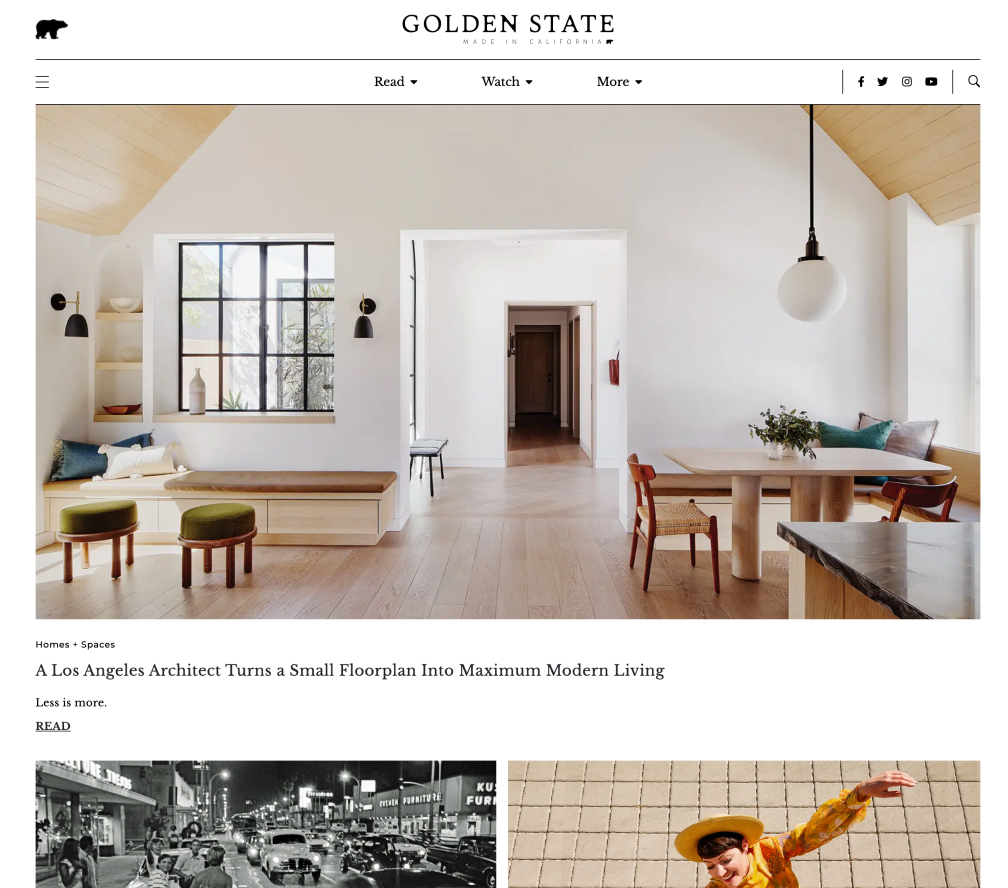 GOLDEN STATE
MADE IN CALIFORNIA
Read
Watch
More
Homes + Spaces
A Los Angeles Architect Turns a Small Floorplan Into Maximum Modern Living
Less is more.
READ
KUSHEN FURNITURE